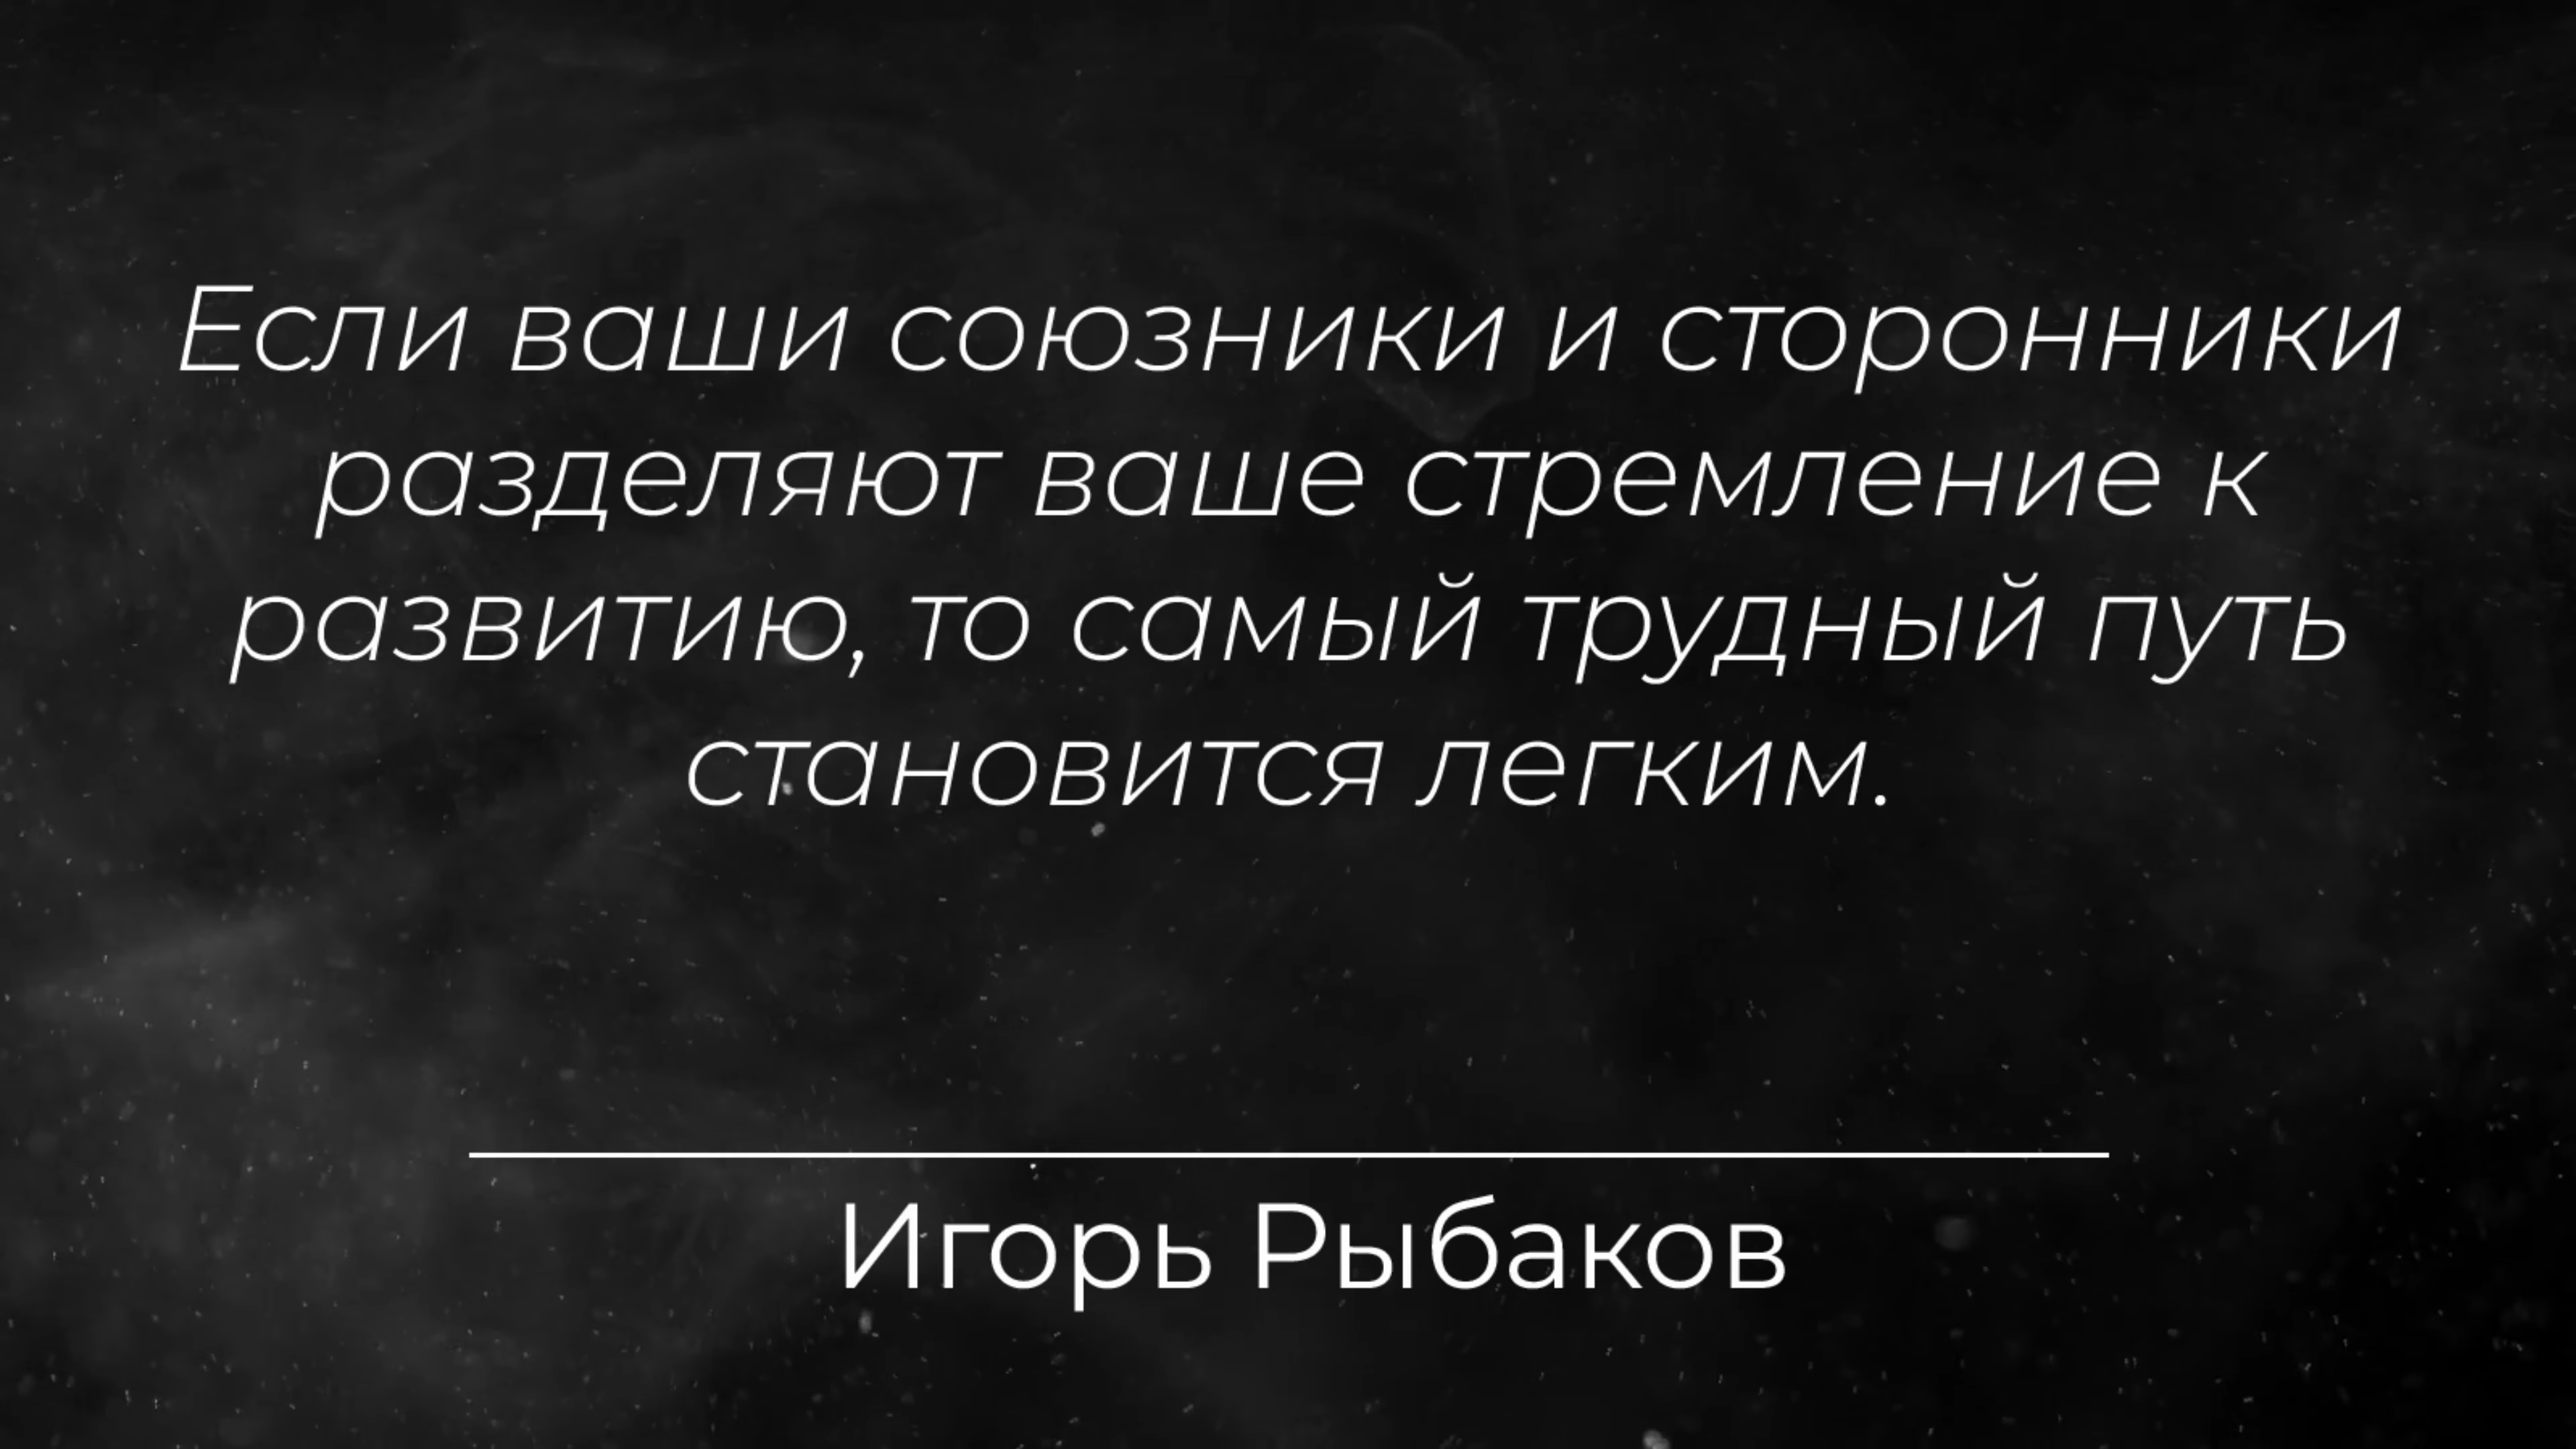 Если ваши союзники и сторонники
разделяют ваше стремление к
развитию, то самый трудный путь
становится легким.
Игорь Рыбаков